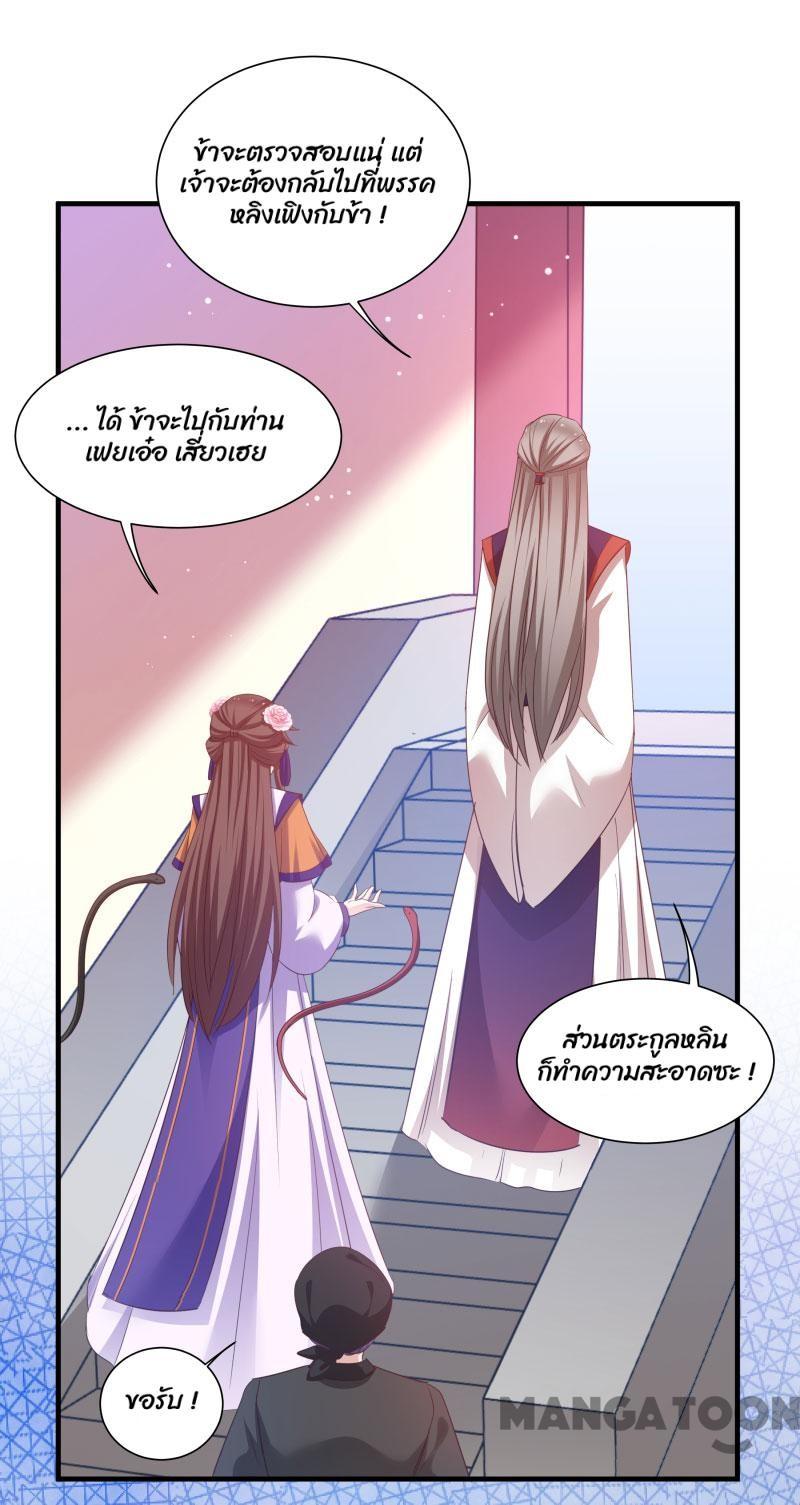 ข้าจะตรวจสอบแน่ แต่
เจ้าจะต้องกลับไปที่พรรค
หลิงเฟิงกับข้า !
... ได้ ข้าจะไปกับท่าน
เฟยเอ๋อ เสี่ยวเฮย
ส่วนตระกูลหลิน
ก็ทำความสะอาดซะ !
ขอรับ !
MANGATOON